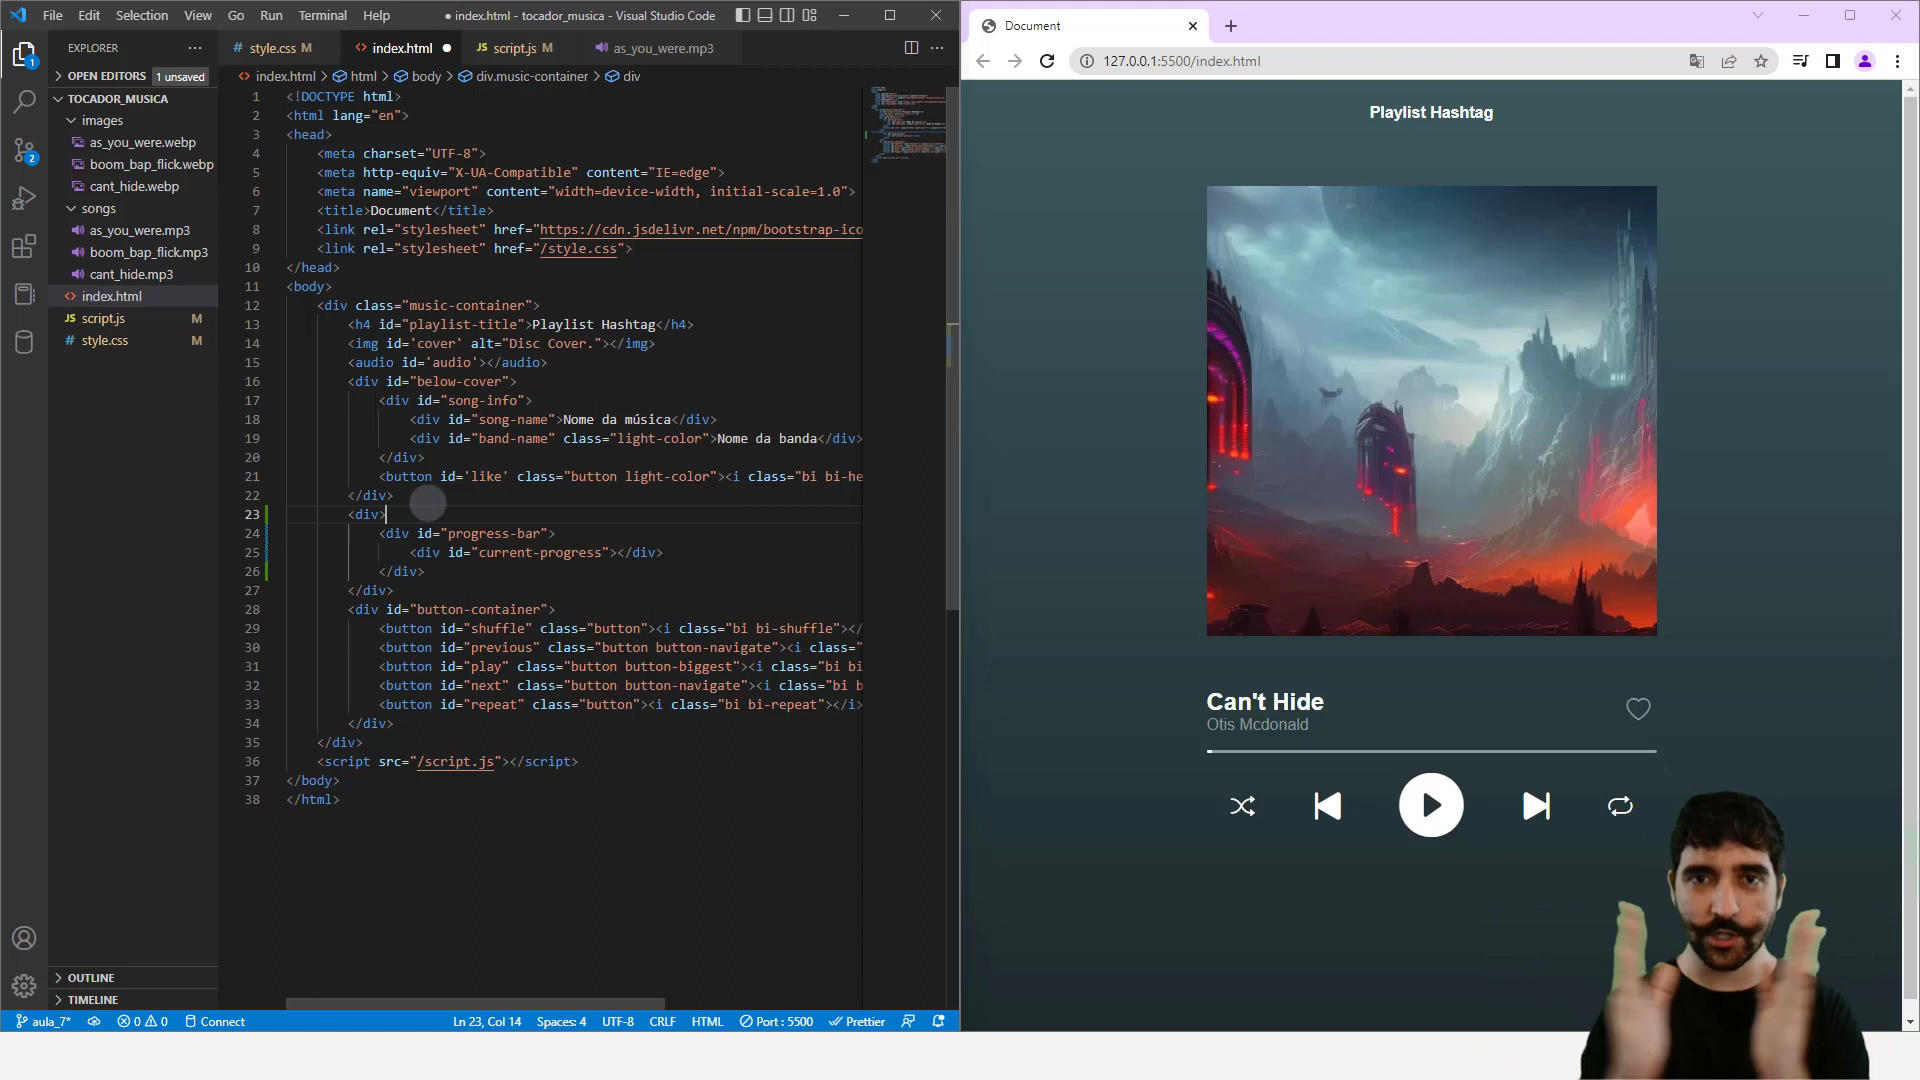 File Edit Selection View Go Run Terminal Help
● index.html - tocador_musica - Visual Studio Code
EXPLORER
OPEN EDITORS 1 unsaved
TOCADOR_MUSICA
images
as_you_were.webp
boom_bap_flick.webp
cant_hide.webp
songs
as_you_were.mp3
boom_bap_flick.mp3
cant_hide.mp3
<> index.html
JS script.js M
# style.css M
OUTLINE
TIMELINE
1
2
# style.css M
<> index.html ●
JS script.js M
as_you_were.mp3
<> index.html > html > body > div.music-container > div
1 <!DOCTYPE html>
2 <html lang="en">
3 <head>
4 <meta charset="UTF-8">
5 <meta http-equiv="X-UA-Compatible" content="IE=edge">
6 <meta name="viewport" content="width=device-width, initial-scale=1.0">
7 <title>Document</title>
8 <link rel="stylesheet" href="https://cdn.jsdelivr.net/npm/bootstrap-ico
9 <link rel="stylesheet" href="/style.css">
10 </head>
11 <body>
12 <div class="music-container">
13 <h4 id="playlist-title">Playlist Hashtag</h4>
14 <img id='cover' alt="Disc Cover."></img>
15 <audio id='audio'></audio>
16 <div id="below-cover">
17 <div id="song-info">
18 <div id="song-name">Nome da música</div>
19 <div id="band-name" class="light-color">Nome da banda</div>
20 </div>
21 <button id='like' class="button light-color"><i class="bi bi-he
22 </div>
23 <div>
24 <div id="progress-bar">
25 <div id="current-progress"></div>
26 </div>
27 </div>
28 <div id="button-container">
29 <button id="shuffle" class="button"><i class="bi bi-shuffle"></
30 <button id="previous" class="button button-navigate"><i class="
31 <button id="play" class="button button-biggest"><i class="bi bi
32 <button id="next" class="button button-navigate"><i class="bi b
33 <button id="repeat" class="button"><i class="bi bi-repeat"></i>
34 </div>
35 </div>
36 <script src="/script.js"></script>
37 </body>
38 </html>
aula_7* 0 0 Connect Ln 23, Col 14 Spaces: 4 UTF-8 CRLF HTML Port : 5500 Prettier
Document
127.0.0.1:5500/index.html
Playlist Hashtag
Can't Hide
Otis Mcdonald